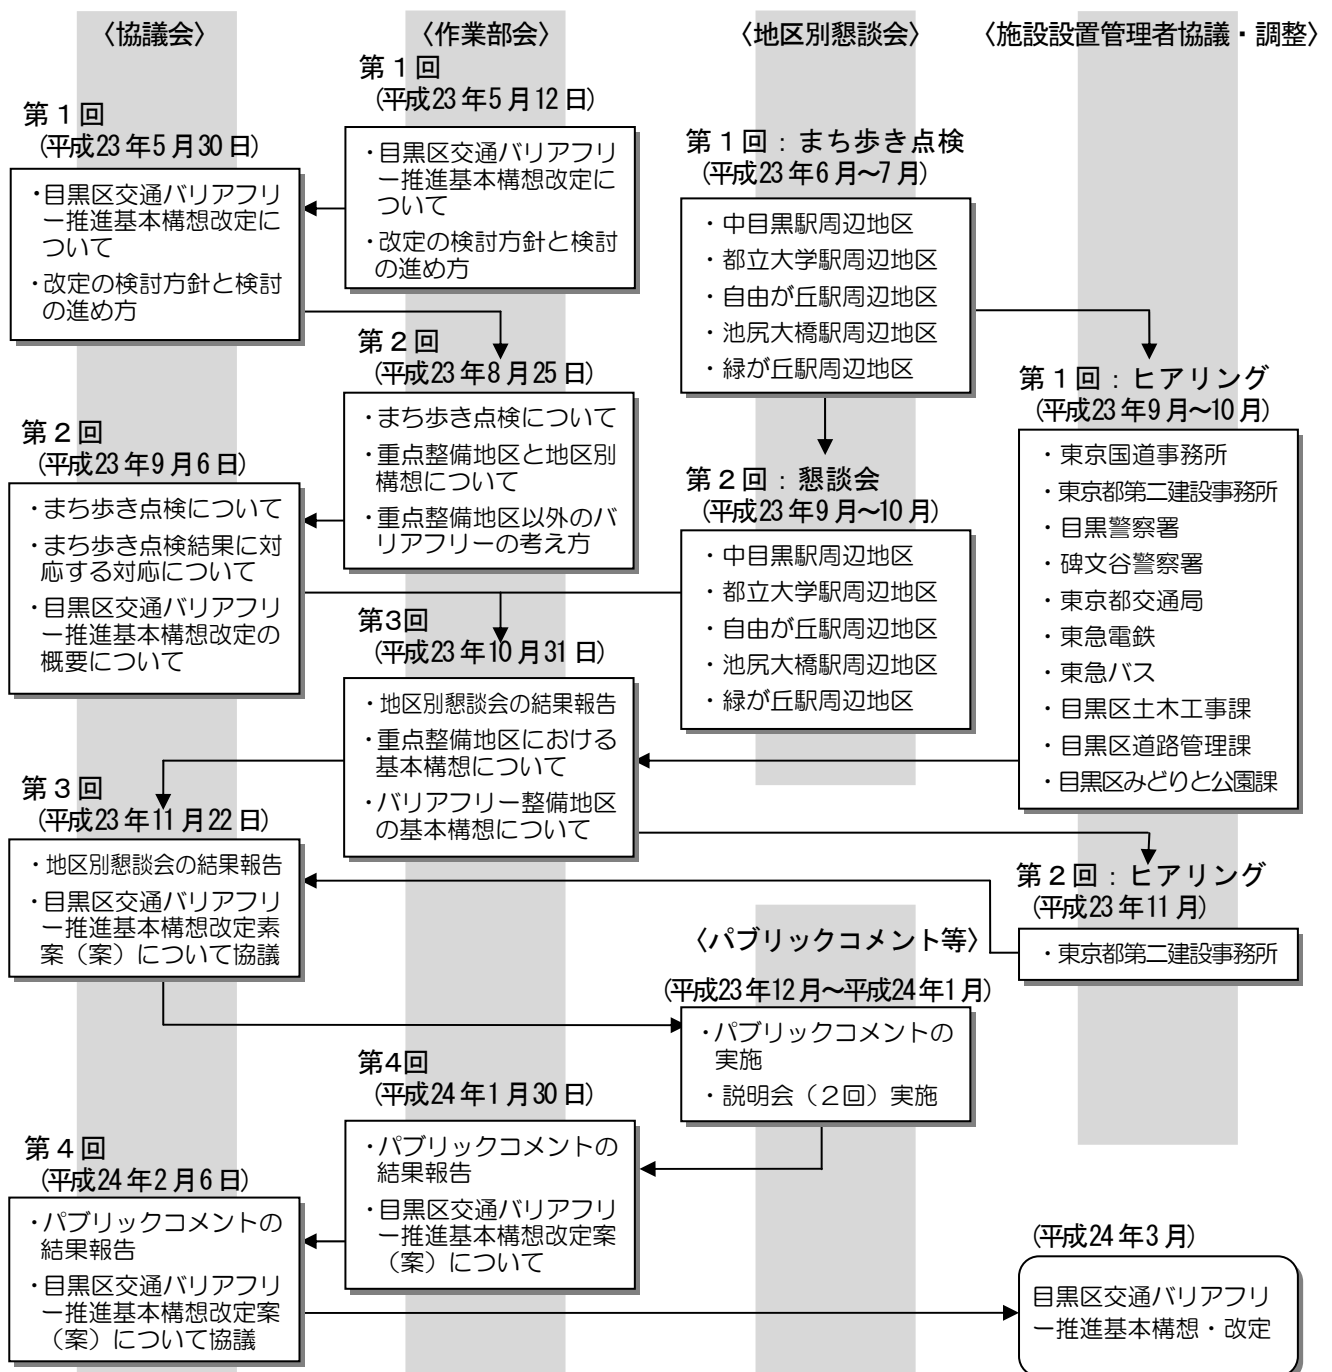 〈協議会〉
〈作業部会〉
〈地区別懇談会〉
〈施設設置管理者協議・調整〉
第１回
(平成23年5月12日)
・目黒区交通バリアフリ
ー推進基本構想改定に
ついて
・改定の検討方針と検討
の進め方
第１回
(平成23年5月30日)
・目黒区交通バリアフリ
ー推進基本構想改定に
ついて
・改定の検討方針と検討
の進め方
第１回：まち歩き点検
(平成23年6月～7月)
・中目黒駅周辺地区
・都立大学駅周辺地区
・自由が丘駅周辺地区
・池尻大橋駅周辺地区
・緑が丘駅周辺地区
第２回
(平成23年8月25日)
・まち歩き点検について
・重点整備地区と地区別
構想について
・重点整備地区以外のバ
リアフリーの考え方
第２回
(平成23年9月6日)
・まち歩き点検について
・まち歩き点検結果に対
応する対応について
・目黒区交通バリアフリ
ー推進基本構想改定の
概要について
第２回：懇談会
(平成23年9月～10月)
・中目黒駅周辺地区
・都立大学駅周辺地区
・自由が丘駅周辺地区
・池尻大橋駅周辺地区
・緑が丘駅周辺地区
第１回：ヒアリング
(平成23年9月～10月)
・東京国道事務所
・東京都第二建設事務所
・目黒警察署
・碑文谷警察署
・東京都交通局
・東急電鉄
・東急バス
・目黒区土木工事課
・目黒区道路管理課
・目黒区みどりと公園課
第3回
(平成23年10月31日)
・地区別懇談会の結果報告
・重点整備地区における
基本構想について
・バリアフリー整備地区
の基本構想について
第３回
(平成23年11月22日)
・地区別懇談会の結果報告
・目黒区交通バリアフリ
ー推進基本構想改定素
案（案）について協議
第２回：ヒアリング
(平成23年11月)
・東京都第二建設事務所
〈パブリックコメント等〉
(平成23年12月～平成24年1月)
・パブリックコメントの
実施
・説明会（２回）実施
第4回
(平成24年1月30日)
・パブリックコメントの
結果報告
・目黒区交通バリアフリ
ー推進基本構想改定案
（案）について
第４回
(平成24年2月6日)
・パブリックコメントの
結果報告
・目黒区交通バリアフリ
ー推進基本構想改定案
（案）について協議
(平成24年3月)
目黒区交通バリアフリ
ー推進基本構想・改定